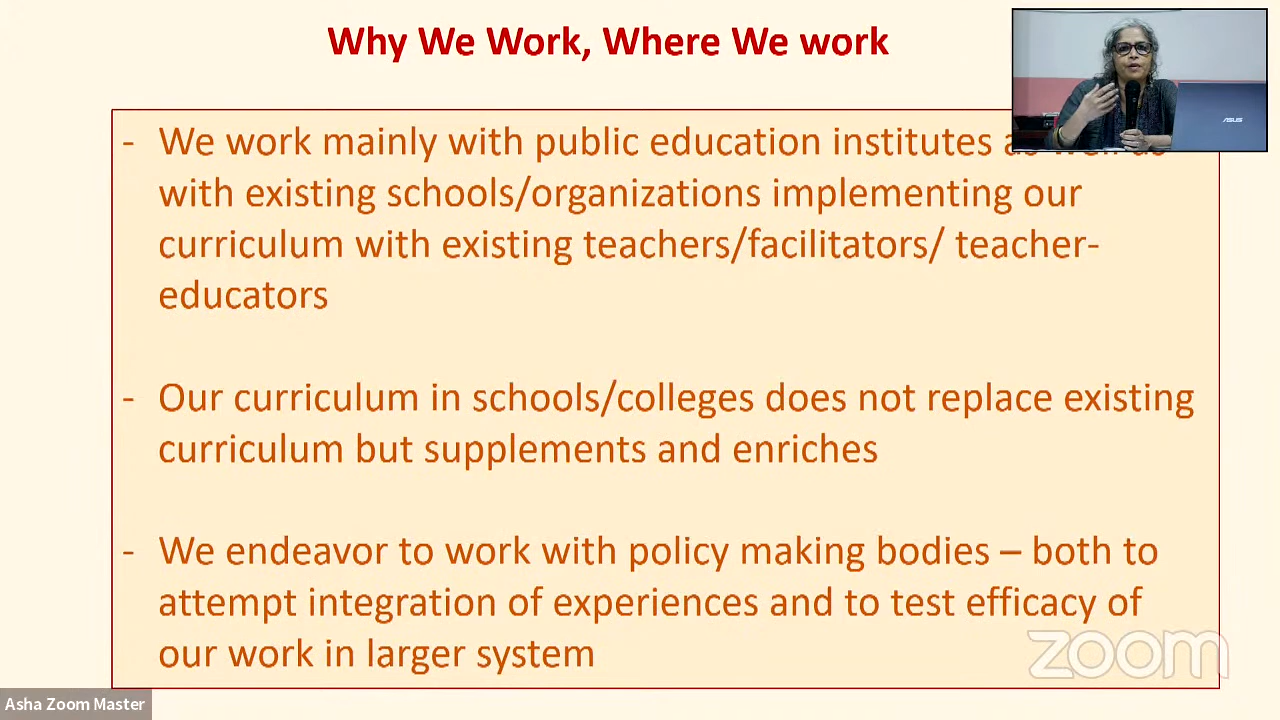 Why We Work, Where We work
- We work mainly with public education institutes
with existing schools/organizations implementing our
curriculum with existing teachers/facilitators/ teacher-
educators
- Our curriculum in schools/colleges does not replace existing
curriculum but supplements and enriches
- We endeavor to work with policy making bodies – both to
attempt integration of experiences and to test efficacy of
our work in larger system
ASUS
zoom
Asha Zoom Master